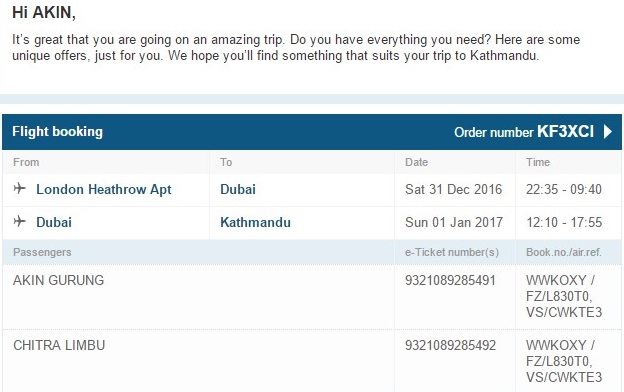 Hi AKIN,
It's great that you are going on an amazing trip. Do you have everything you need? Here are some
unique offers, just for you. We hope you'll find something that suits your trip to Kathmandu.
Flight booking Order number KF3XCI
From To Date Time
London Heathrow Apt Dubai Sat 31 Dec 2016 22:35 - 09:40
Dubai Kathmandu Sun 01 Jan 2017 12:10 - 17:55
Passengers e-Ticket number(s) Book.no./air.ref.
AKIN GURUNG 9321089285491 WWKOXY /
FZ/L830T0,
VS/CWKTE3
CHITRA LIMBU 9321089285492 WWKOXY /
FZ/L830T0,
VS/CWKTE3